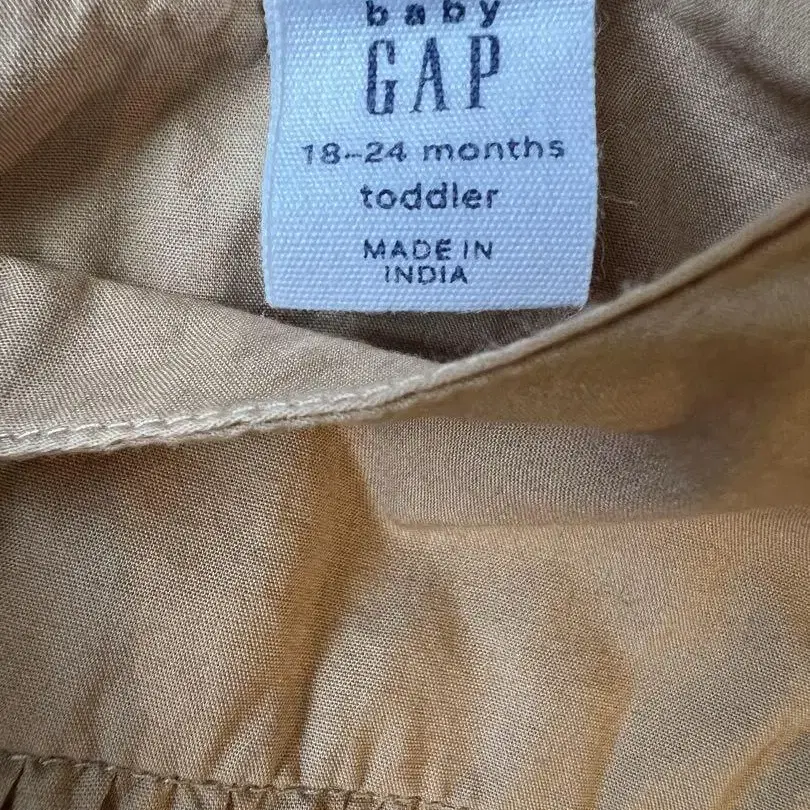 baby
GAP
18-24 months
toddler
MADE IN
INDIA